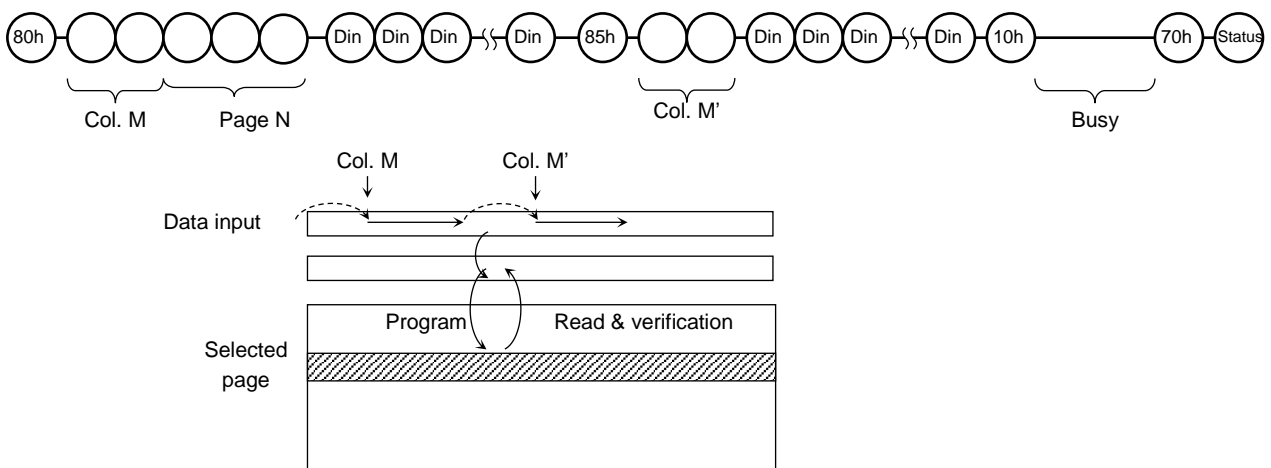 80h Din Din Din Din 85h Din Din Din Din 10h 70h Status
Col. M Page N Col. M’ Busy
Col. M Col. M’
Data input
Program Read & verification
Selected
page